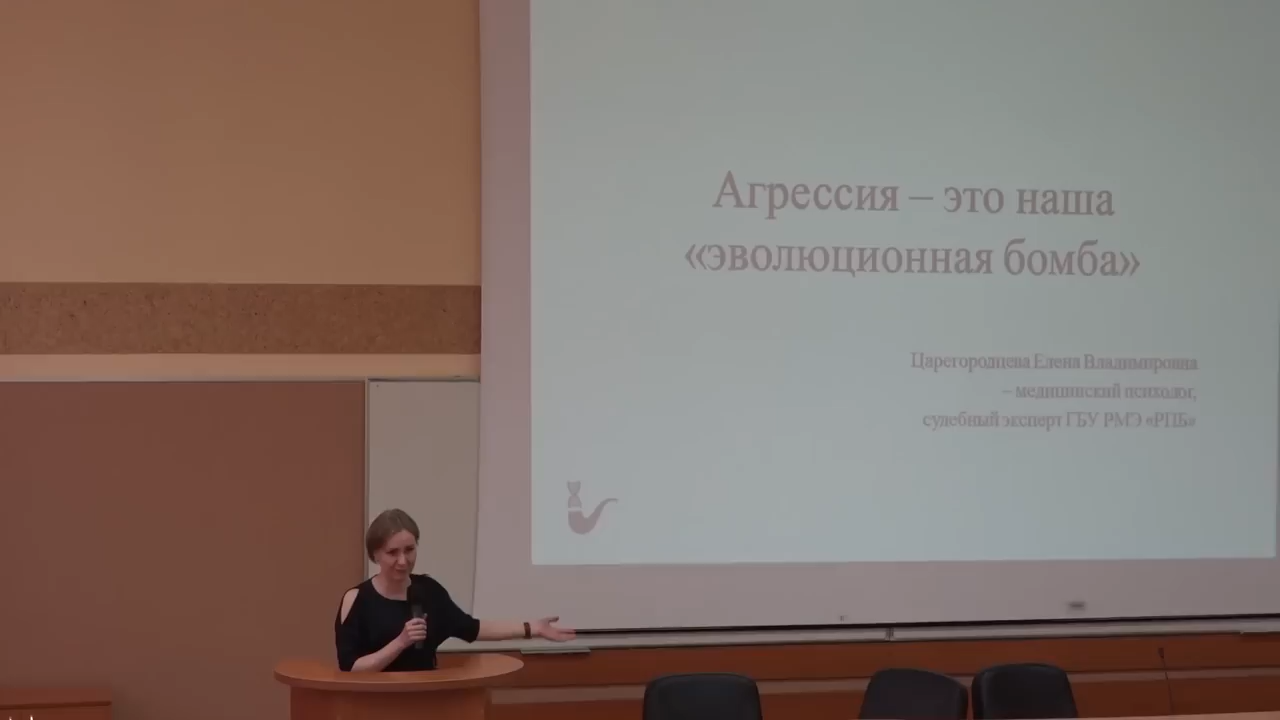 Агрессия – это наша
«эволюционная бомба»
Царегородцева Елена Владимировна
– медицинский психолог,
судебный эксперт ГБУ РМЭ «РПБ»